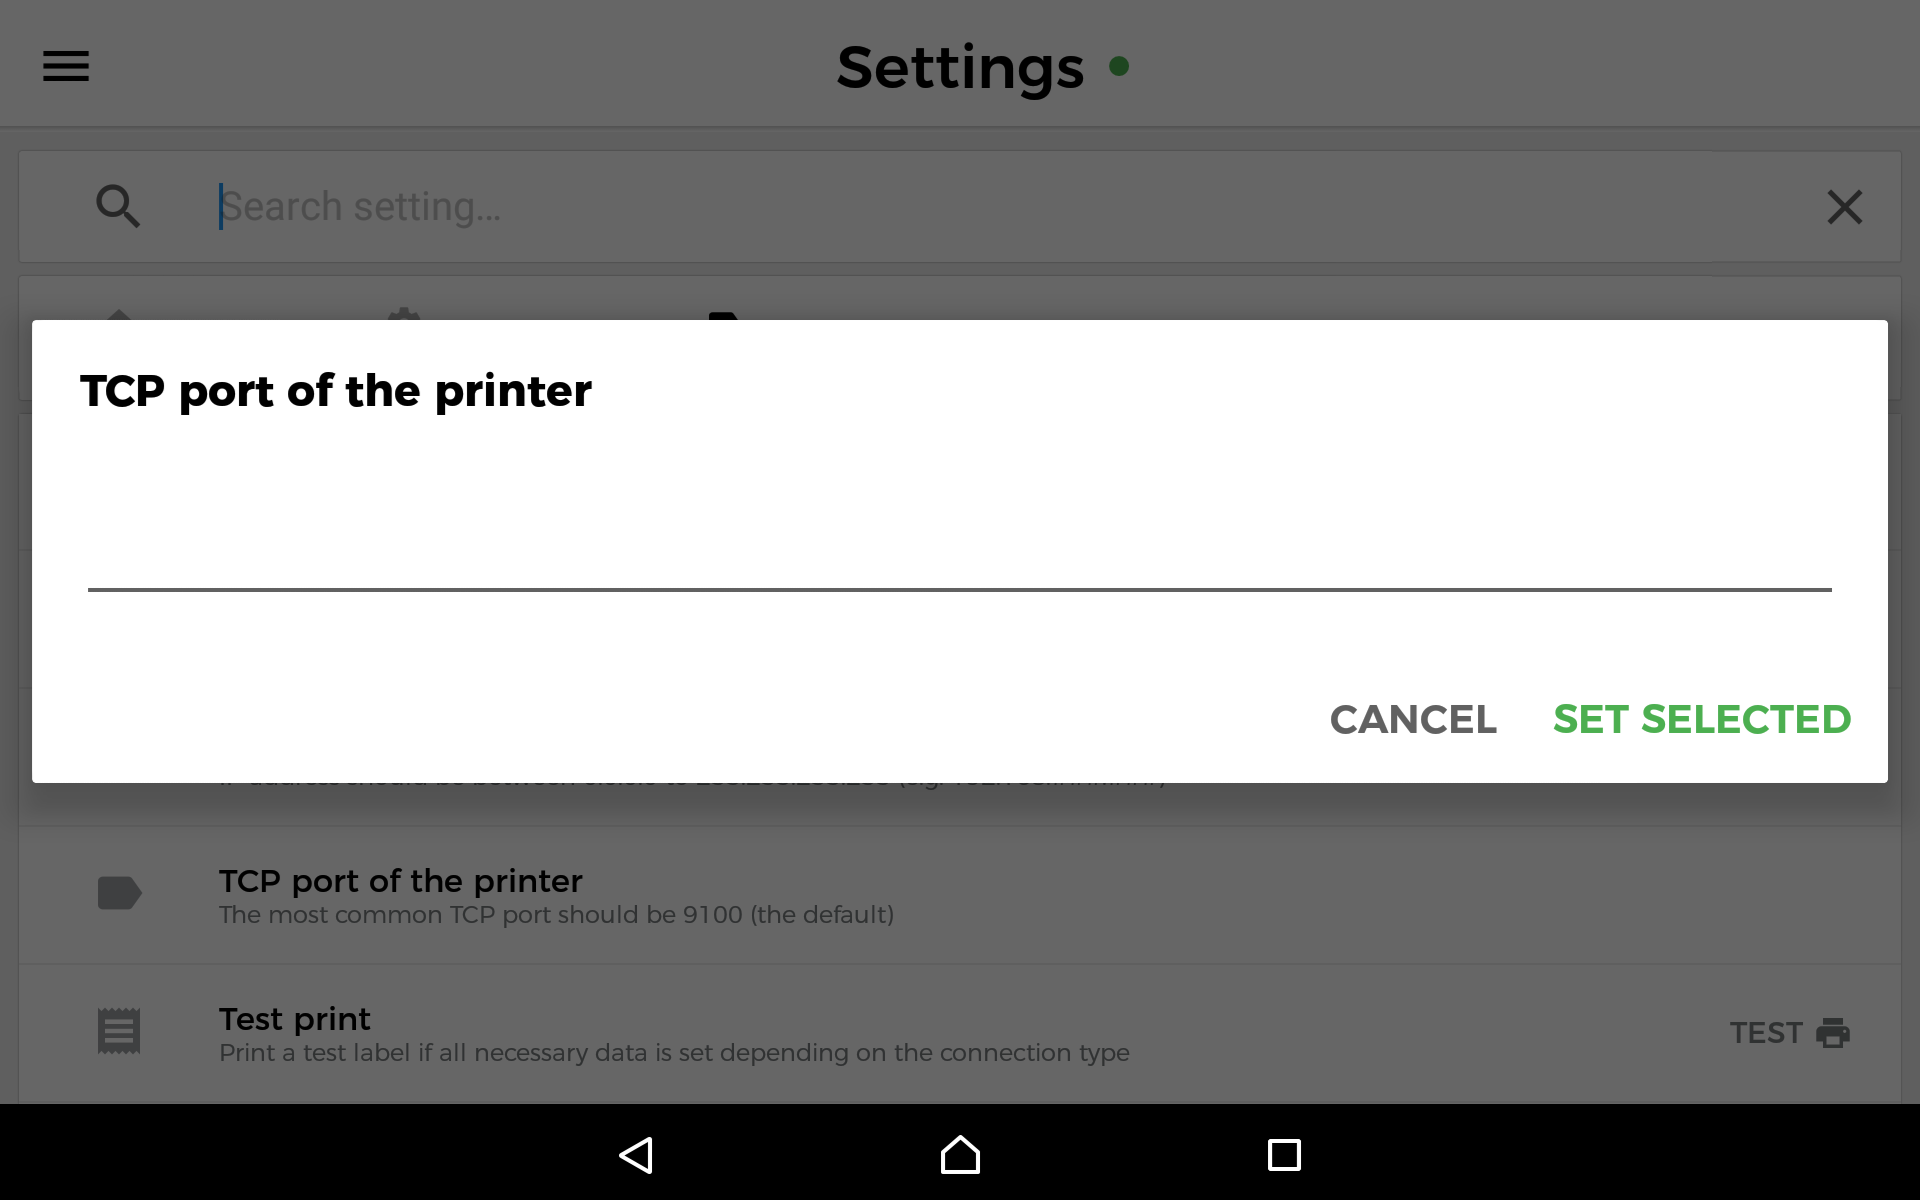 Settings
Search setting...
TCP port of the printer
CANCEL SET SELECTED
TCP port of the printer
The most common TCP port should be 9100 (the default)
Test print
Print a test label if all necessary data is set depending on the connection type
TEST